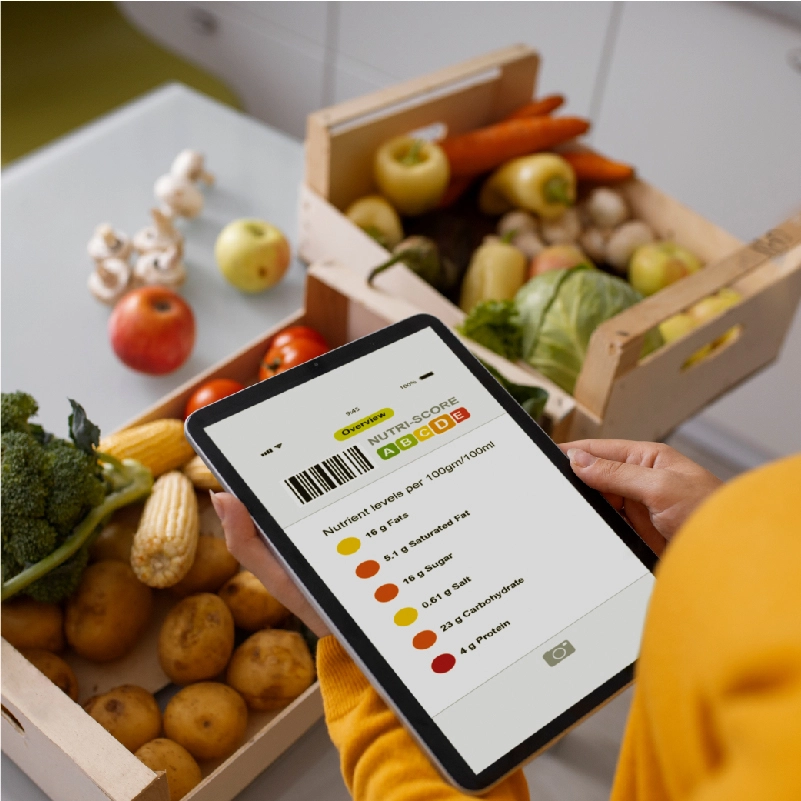 9:45
100%
Overview
NUTRI-SCORE
A B C D E
Nutrient levels per 100gm/100ml
16 g Fats
5.1 g Saturated Fat
16 g Sugar
0.61 g Salt
23 g Carbohydrate
4 g Protein